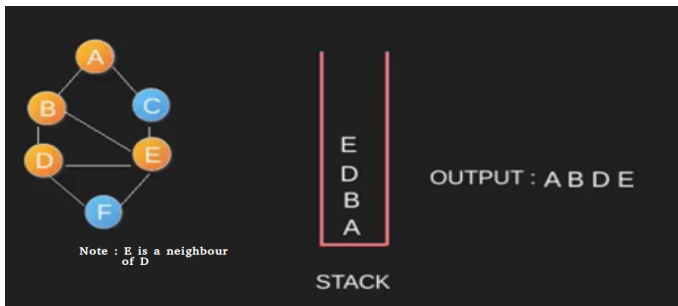 A
B
C
D
E
F
Note : E is a neighbour
of D
E
D
B
A
STACK
OUTPUT : A B D E